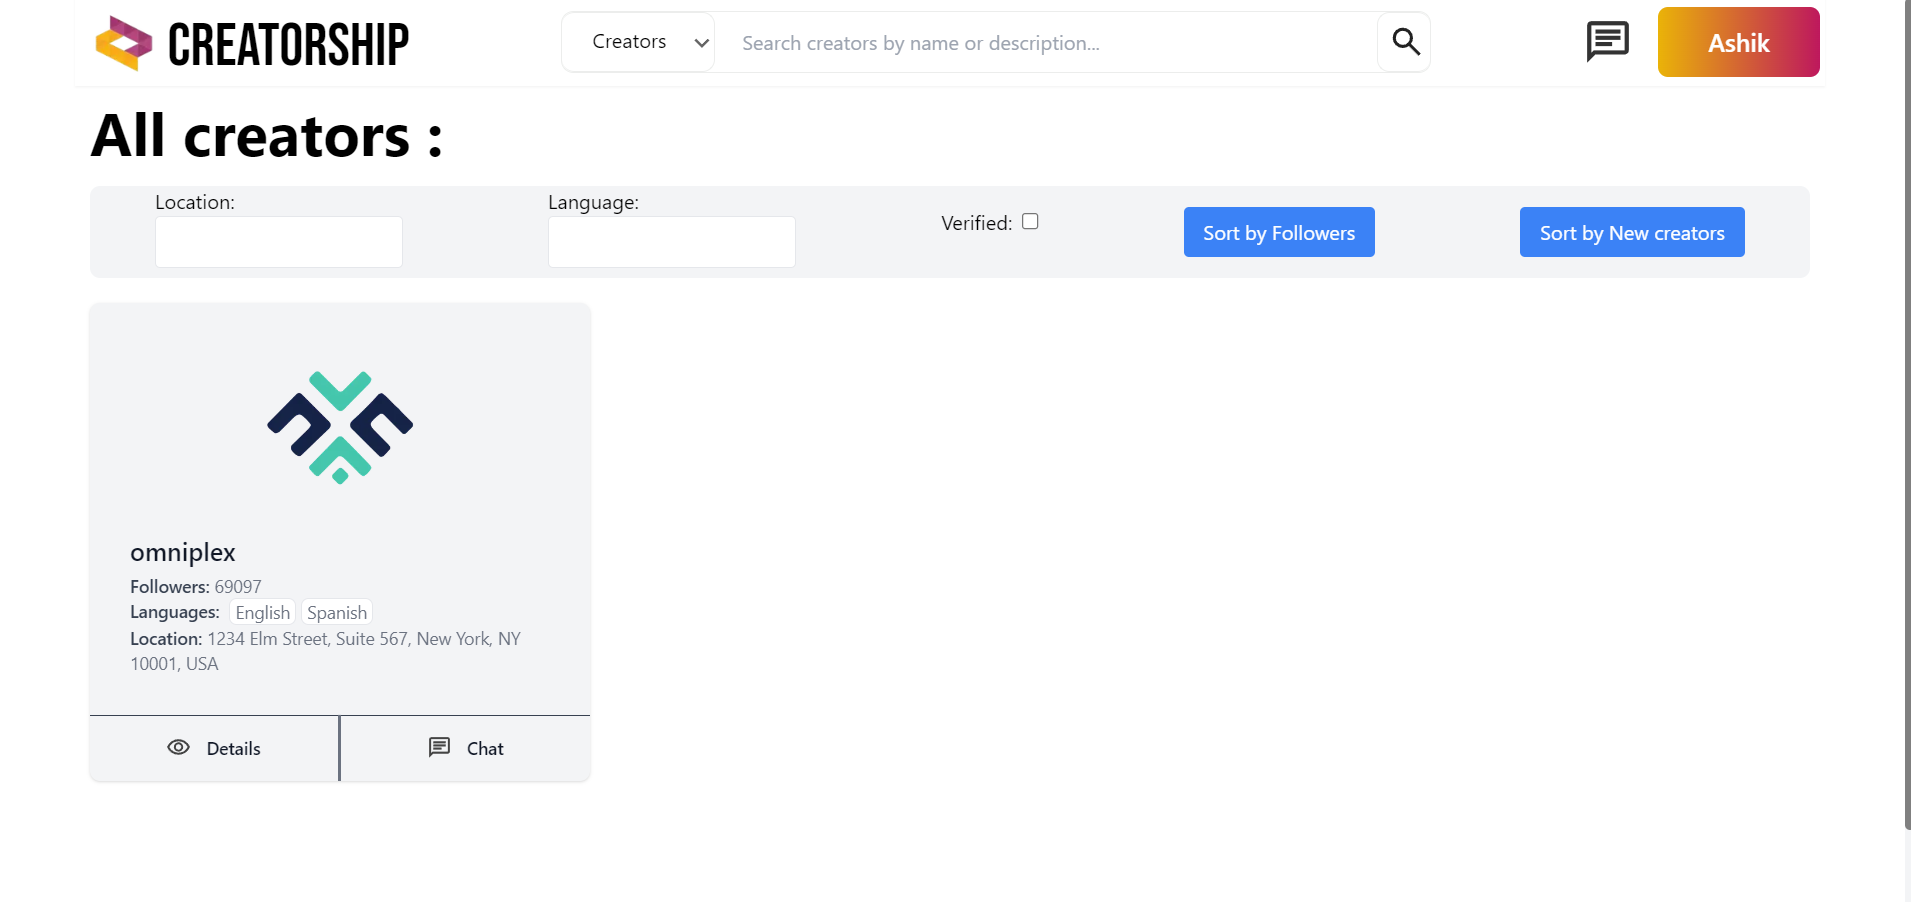 CREATORSHIP
Creators
Search creators by name or description...
Ashik
All creators :
Location:
Language:
Verified:
Sort by Followers
Sort by New creators
omniplex
Followers: 69097
Languages: English Spanish
Location: 1234 Elm Street, Suite 567, New York, NY
10001, USA
Details
Chat